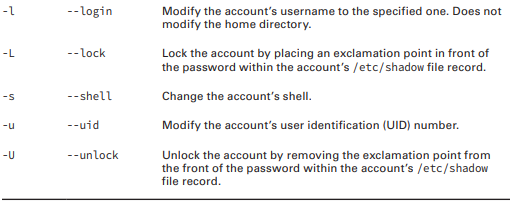 -l --login Modify the account's username to the specified one. Does not
modify the home directory.
-L --lock Lock the account by placing an exclamation point in front of
the password within the account's /etc/shadow file record.
-s --shell Change the account's shell.
-u --uid Modify the account's user identification (UID) number.
-U --unlock Unlock the account by removing the exclamation point from
the front of the password within the account's /etc/shadow
file record.